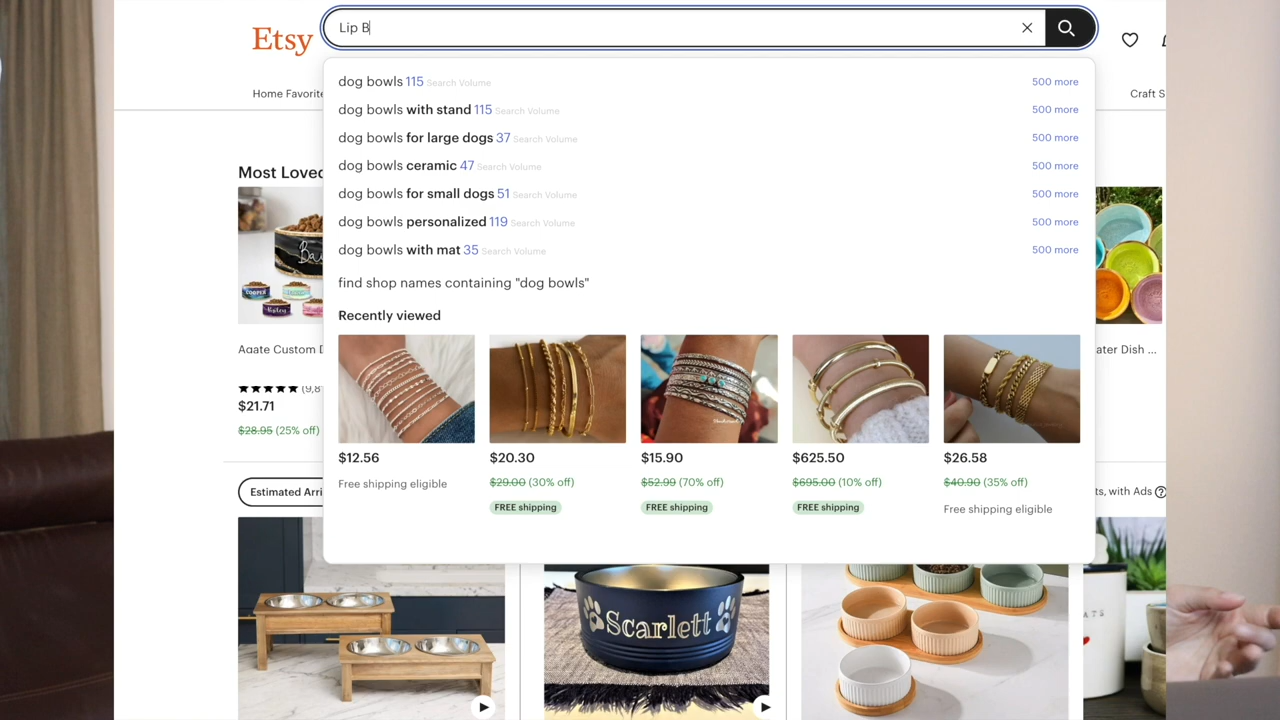 Lip B
Etsy
Home Favorite
Craft S
dog bowls 115 Search Volume 500 more
dog bowls with stand 115 Search Volume 500 more
dog bowls for large dogs 37 Search Volume 500 more
dog bowls ceramic 47 Search Volume 500 more
dog bowls for small dogs 51 Search Volume 500 more
dog bowls personalized 119 Search Volume 500 more
dog bowls with mat 35 Search Volume 500 more
find shop names containing "dog bowls"
Recently viewed
Most Loved
Agate Custom D
ater Dish ...
(9,8
$21.71
$28.95 (25% off)
$12.56
Free shipping eligible
$20.30
$29.00 (30% off)
FREE shipping
$15.90
$52.99 (70% off)
FREE shipping
$625.50
$695.00 (10% off)
FREE shipping
$26.58
$40.90 (35% off)
Free shipping eligible
Estimated Arri
ts, with Ads
Scarlett
COOPER